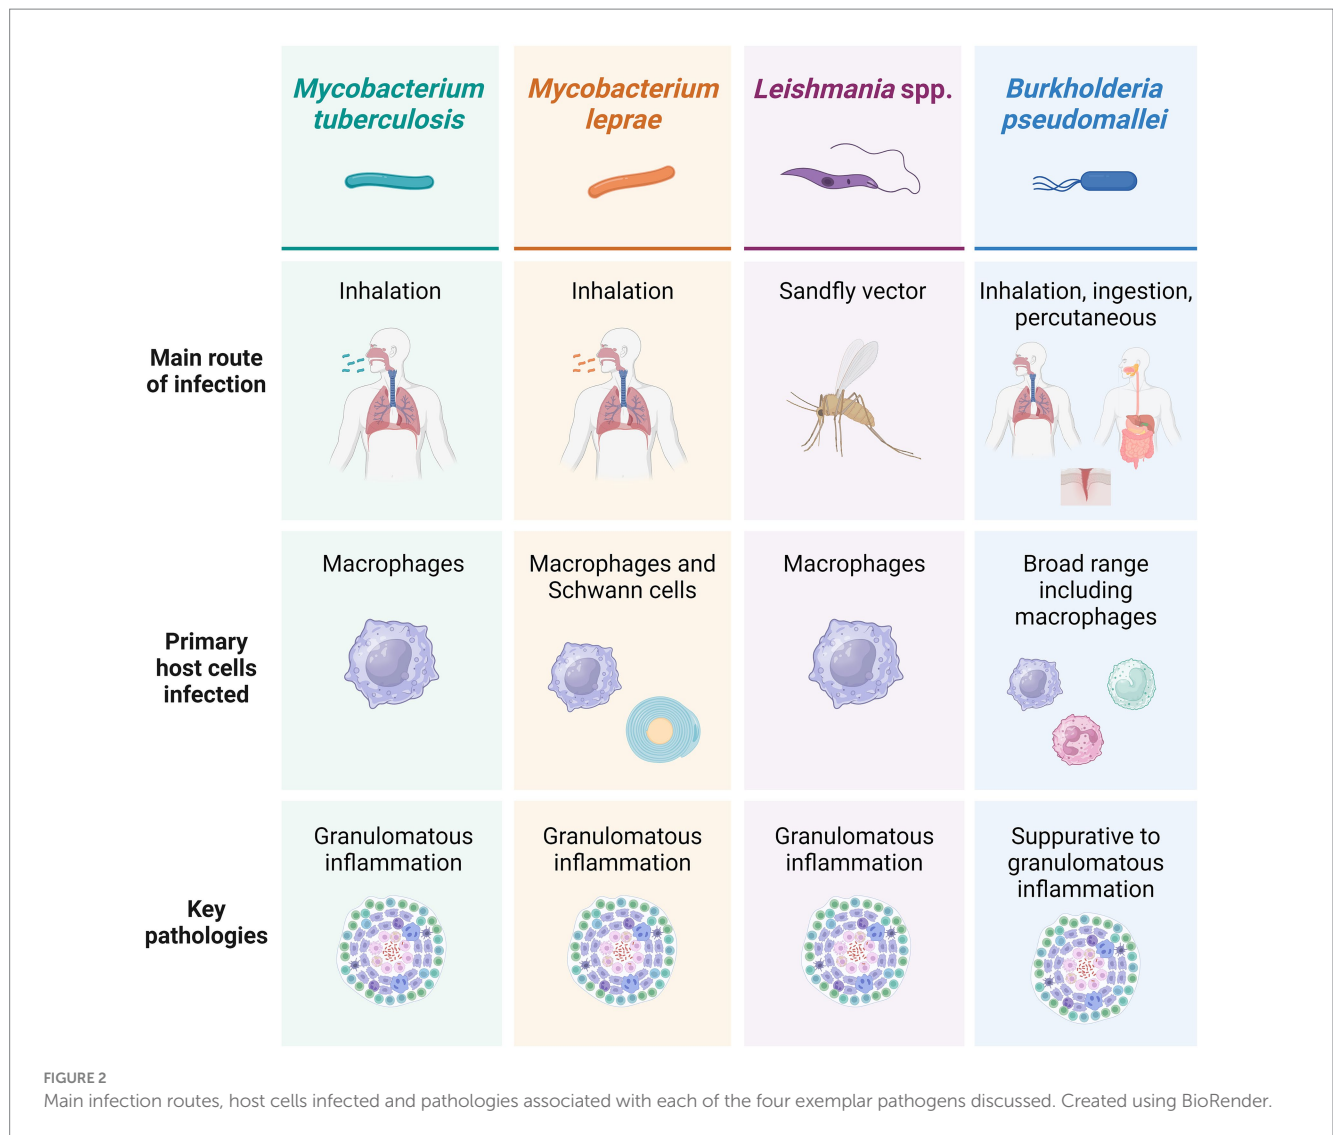 Mycobacterium
tuberculosis
Mycobacterium
leprae
Leishmania spp.
Burkholderia
pseudomallei
Main route
of infection
Inhalation
Inhalation
Sandfly vector
Inhalation, ingestion,
percutaneous
Primary
host cells
infected
Macrophages
Macrophages and
Schwann cells
Macrophages
Broad range
including
macrophages
Key
pathologies
Granulomatous
inflammation
Granulomatous
inflammation
Granulomatous
inflammation
Suppurative to
granulomatous
inflammation
FIGURE 2
Main infection routes, host cells infected and pathologies associated with each of the four exemplar pathogens discussed. Created using BioRender.